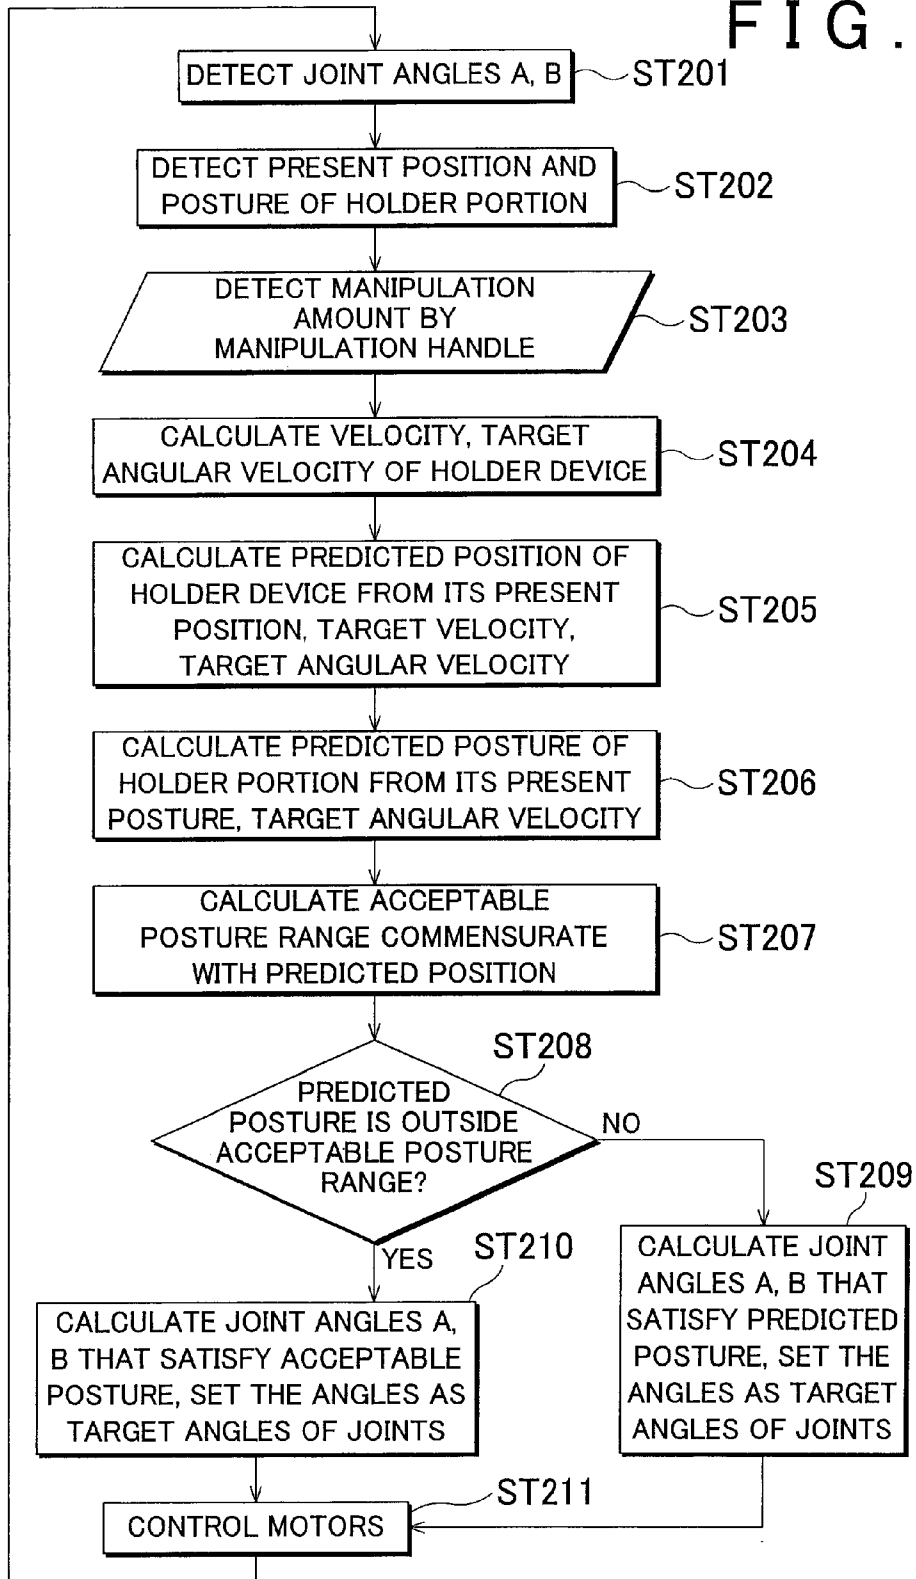 FIG.
DETECT JOINT ANGLES A, B
ST201
DETECT PRESENT POSITION AND
POSTURE OF HOLDER PORTION
ST202
DETECT MANIPULATION
AMOUNT BY
MANIPULATION HANDLE
ST203
CALCULATE VELOCITY, TARGET
ANGULAR VELOCITY OF HOLDER DEVICE
ST204
CALCULATE PREDICTED POSITION OF
HOLDER DEVICE FROM ITS PRESENT
POSITION, TARGET VELOCITY,
TARGET ANGULAR VELOCITY
ST205
CALCULATE PREDICTED POSTURE OF
HOLDER PORTION FROM ITS PRESENT
POSTURE, TARGET ANGULAR VELOCITY
ST206
CALCULATE ACCEPTABLE
POSTURE RANGE COMMENSURATE
WITH PREDICTED POSITION
ST207
ST208
PREDICTED
POSTURE IS OUTSIDE
ACCEPTABLE POSTURE
RANGE?
NO
YES
ST209
CALCULATE JOINT
ANGLES A, B THAT
SATISFY PREDICTED
POSTURE, SET THE
ANGLES AS TARGET
ANGLES OF JOINTS
ST210
CALCULATE JOINT ANGLES A,
B THAT SATISFY ACCEPTABLE
POSTURE, SET THE ANGLES AS
TARGET ANGLES OF JOINTS
ST211
CONTROL MOTORS